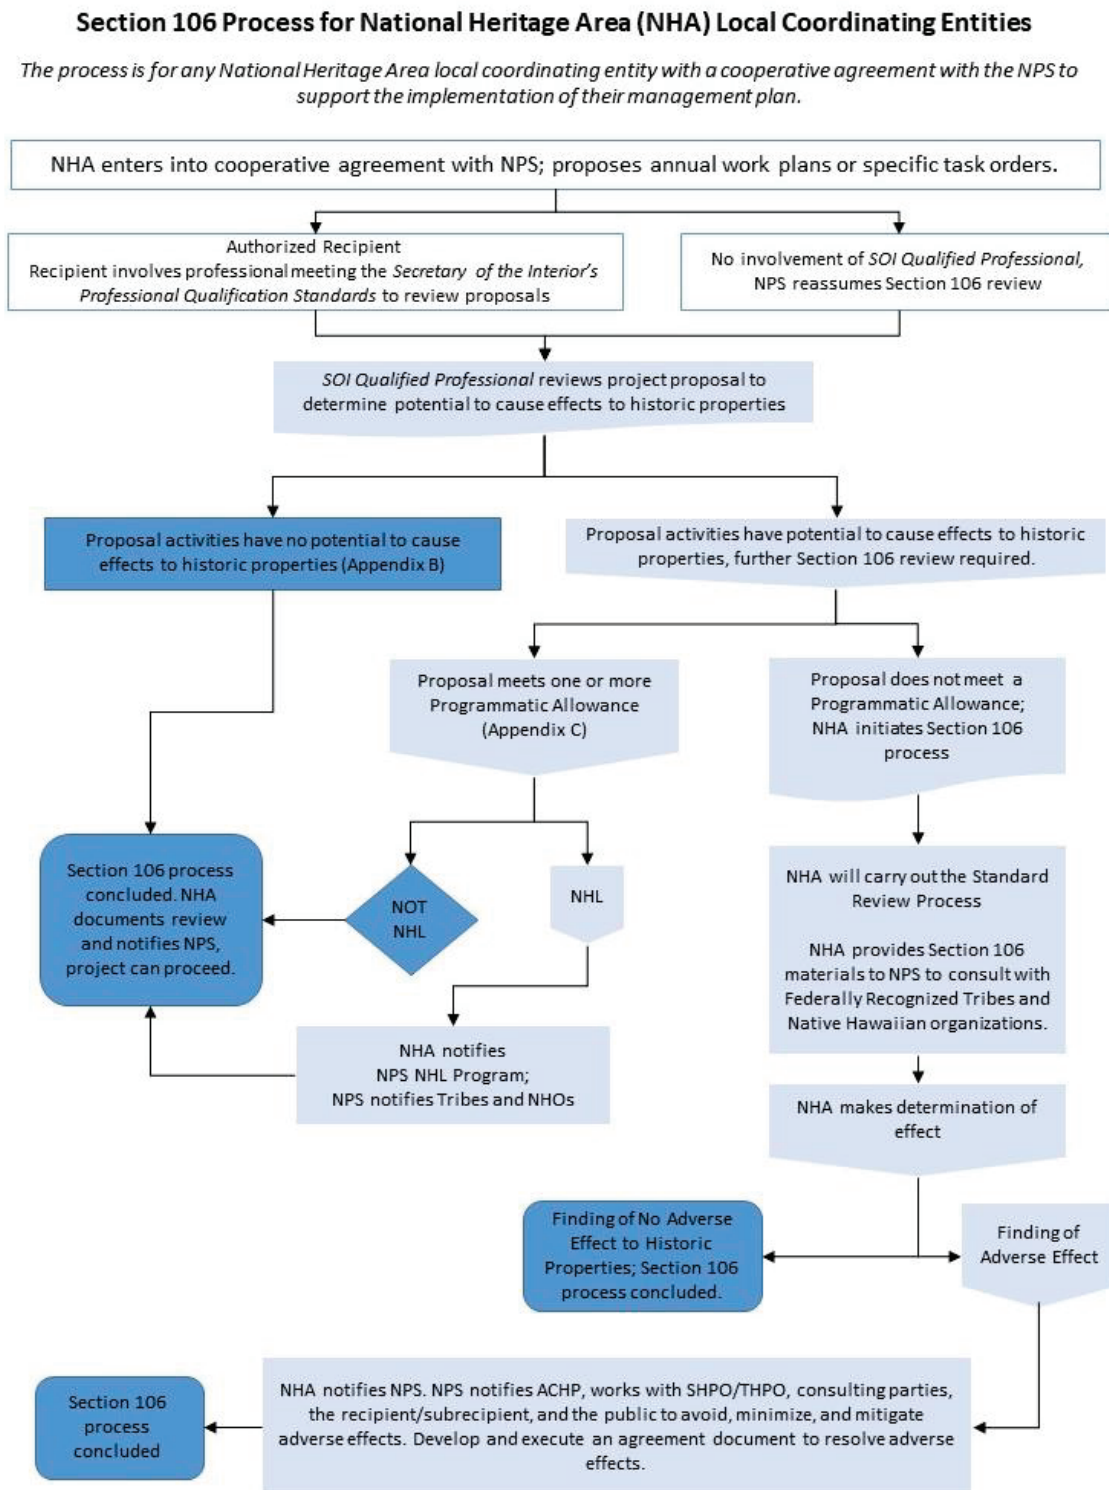 Section 106 Process for National Heritage Area (NHA) Local Coordinating Entities
The process is for any National Heritage Area local coordinating entity with a cooperative agreement with the NPS to
support the implementation of their management plan.
NHA enters into cooperative agreement with NPS; proposes annual work plans or specific task orders.
Authorized Recipient
Recipient involves professional meeting the Secretary of the Interior's
Professional Qualification Standards to review proposals
No involvement of SOI Qualified Professional,
NPS reassumes Section 106 review
SOI Qualified Professional reviews project proposal to
determine potential to cause effects to historic properties
Proposal activities have no potential to cause
effects to historic properties (Appendix B)
Proposal activities have potential to cause effects to historic
properties, further Section 106 review required.
Proposal meets one or more
Programmatic Allowance
(Appendix C)
Proposal does not meet a
Programmatic Allowance;
NHA initiates Section 106
process
Section 106 process
concluded. NHA
documents review
and notifies NPS,
project can proceed.
NOT
NHL
NHL
NHA will carry out the Standard
Review Process
NHA provides Section 106
materials to NPS to consult with
Federally Recognized Tribes and
Native Hawaiian organizations.
NHA notifies
NPS NHL Program;
NPS notifies Tribes and NHOs
NHA makes determination of
effect
Finding of No Adverse
Effect to Historic
Properties; Section 106
process concluded.
Finding of
Adverse Effect
NHA notifies NPS. NPS notifies ACHP, works with SHPO/THPO, consulting parties,
the recipient/subrecipient, and the public to avoid, minimize, and mitigate
adverse effects. Develop and execute an agreement document to resolve adverse
effects.
Section 106
process
concluded